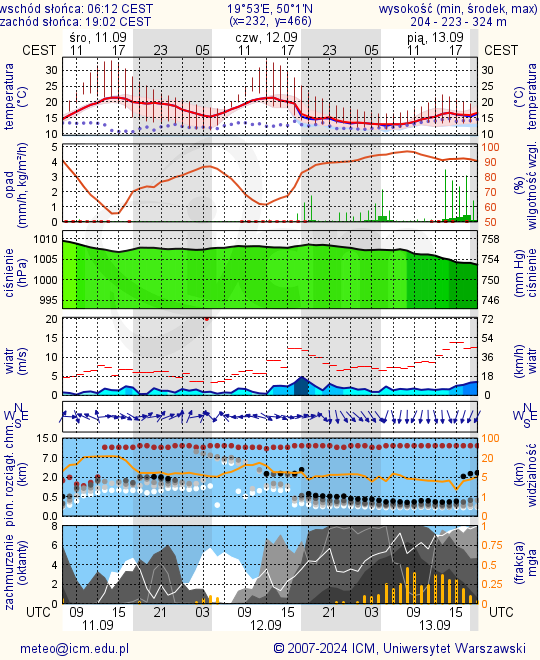 wschód słońca: 06:12 CEST 19°53'E, 50°1'N wysokość (min, środek, max)
zachód słońca: 19:02 CEST (x=232, y=466) 204 - 223 - 324 m
śro, 11.09 czw, 12.09 pią, 13.09
CEST 11 17 23 05 11 17 23 05 11 17 CEST
temperatura (°C)
30
25
20
15
10
30
25
20
15
10
temperatura (°C)
opad (mm/h, kg/m²/h)
5
4
3
2
1
0
100
90
80
70
60
50
(%) wilgotność wzgl.
ciśnienie (hPa)
1010
1005
1000
995
758
754
750
746
(mm Hg) ciśnienie
wiatr (m/s)
20
15
10
5
0
72
54
36
18
0
(km/h) wiatr
N
W E
S
N
W E
S
pion. rozciągł. chm. (km)
15.0
7.0
2.0
0.5
0.0
100
20
5
1
0
(km) widzialność
zachmurzenie (oktanty)
8
6
4
2
0
1
0.75
0.5
0.25
0
(frakcja) mgła
UTC 09 15 21 03 09 15 21 03 09 15 UTC
11.09 12.09 13.09
meteo@icm.edu.pl © 2007-2024 ICM, Uniwersytet Warszawski